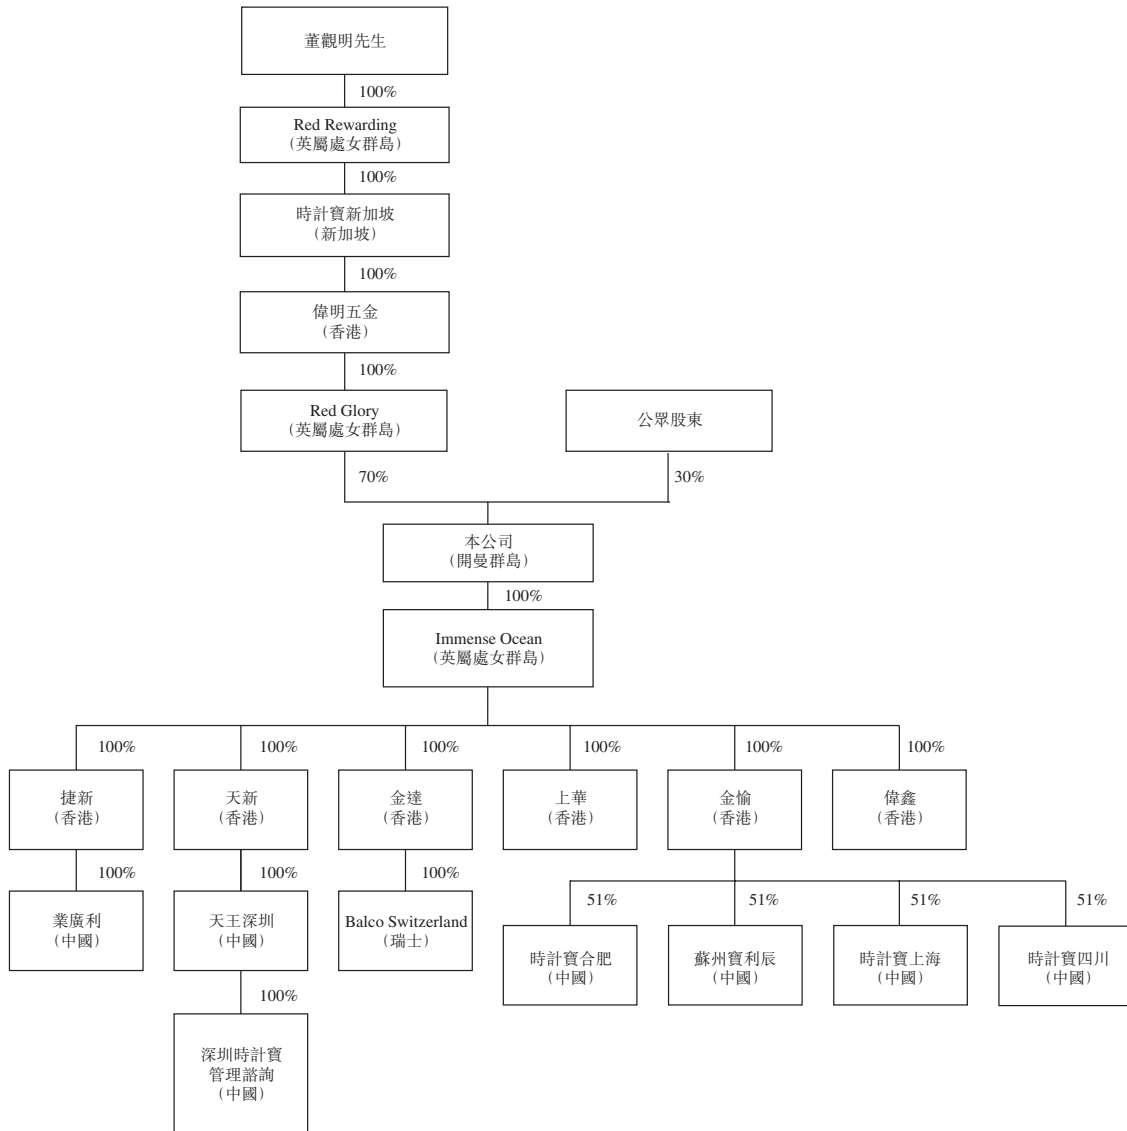 董觀明先生
100%
Red Rewarding
（英屬處女群島）
100%
時計寶新加坡
（新加坡）
100%
偉明五金
（香港）
100%
Red Glory
（英屬處女群島）
公眾股東
70%
30%
本公司
（開曼群島）
100%
Immense Ocean
（英屬處女群島）
100%
100%
100%
100%
100%
100%
捷新
（香港）
天新
（香港）
金達
（香港）
上華
（香港）
金愉
（香港）
偉鑫
（香港）
100%
100%
100%
業廣利
（中國）
天王深圳
（中國）
Balco Switzerland
（瑞士）
51%
51%
51%
51%
時計寶合肥
（中國）
蘇州寶利辰
（中國）
時計寶上海
（中國）
時計寶四川
（中國）
100%
深圳時計寶
管理諮詢
（中國）